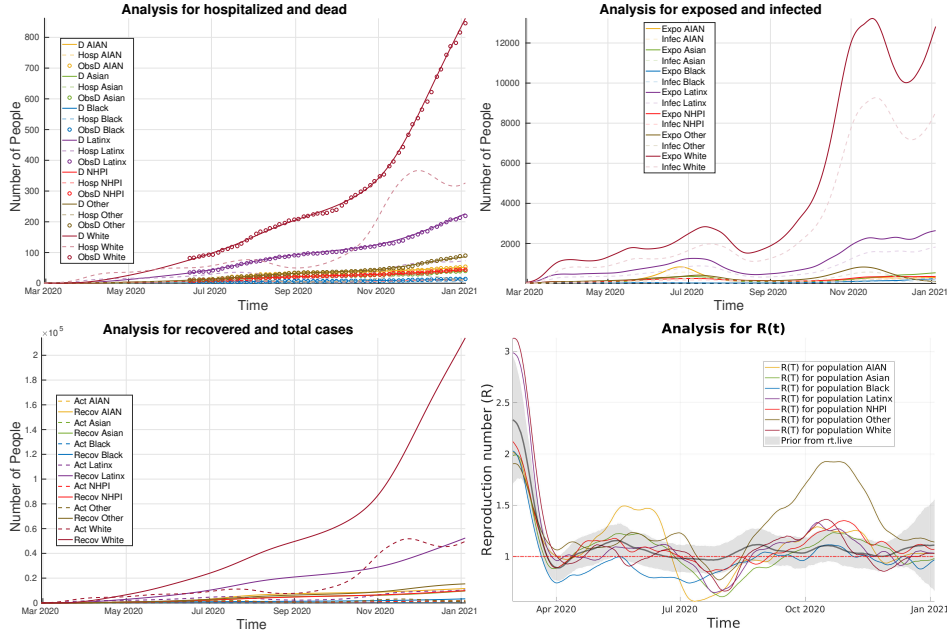 Analysis for hospitalized and dead
Number of People
800
700
600
500
400
300
200
100
0
D AIAN
Hosp AIAN
ObsD AIAN
D Asian
Hosp Asian
ObsD Asian
D Black
Hosp Black
ObsD Black
D Latinx
Hosp Latinx
ObsD Latinx
D NHPI
Hosp NHPI
ObsD NHPI
D Other
Hosp Other
ObsD Other
D White
Hosp White
ObsD White
Mar 2020 May 2020 Jul 2020 Sep 2020 Nov 2020 Jan 2021
Time
Analysis for exposed and infected
Number of People
12000
10000
8000
6000
4000
2000
0
Expo AIAN
Infec AIAN
Expo Asian
Infec Asian
Expo Black
Infec Black
Expo Latinx
Infec Latinx
Expo NHPI
Infec NHPI
Expo Other
Infec Other
Expo White
Infec White
Mar 2020 May 2020 Jul 2020 Sep 2020 Nov 2020 Jan 2021
Time
Analysis for recovered and total cases
×10⁵
Number of People
2
1.8
1.6
1.4
1.2
1
0.8
0.6
0.4
0.2
0
Act AIAN
Recov AIAN
Act Asian
Recov Asian
Act Black
Recov Black
Act Latinx
Recov Latinx
Act NHPI
Recov NHPI
Act Other
Recov Other
Act White
Recov White
Mar 2020 May 2020 Jul 2020 Sep 2020 Nov 2020 Jan 2021
Time
Analysis for R(t)
Reproduction number (R)
3
2.5
2
1.5
1
R(T) for population AIAN
R(T) for population Asian
R(T) for population Black
R(T) for population Latinx
R(T) for population NHPI
R(T) for population Other
R(T) for population White
Prior from rt.live
Apr 2020 Jul 2020 Oct 2020 Jan 2021
Time